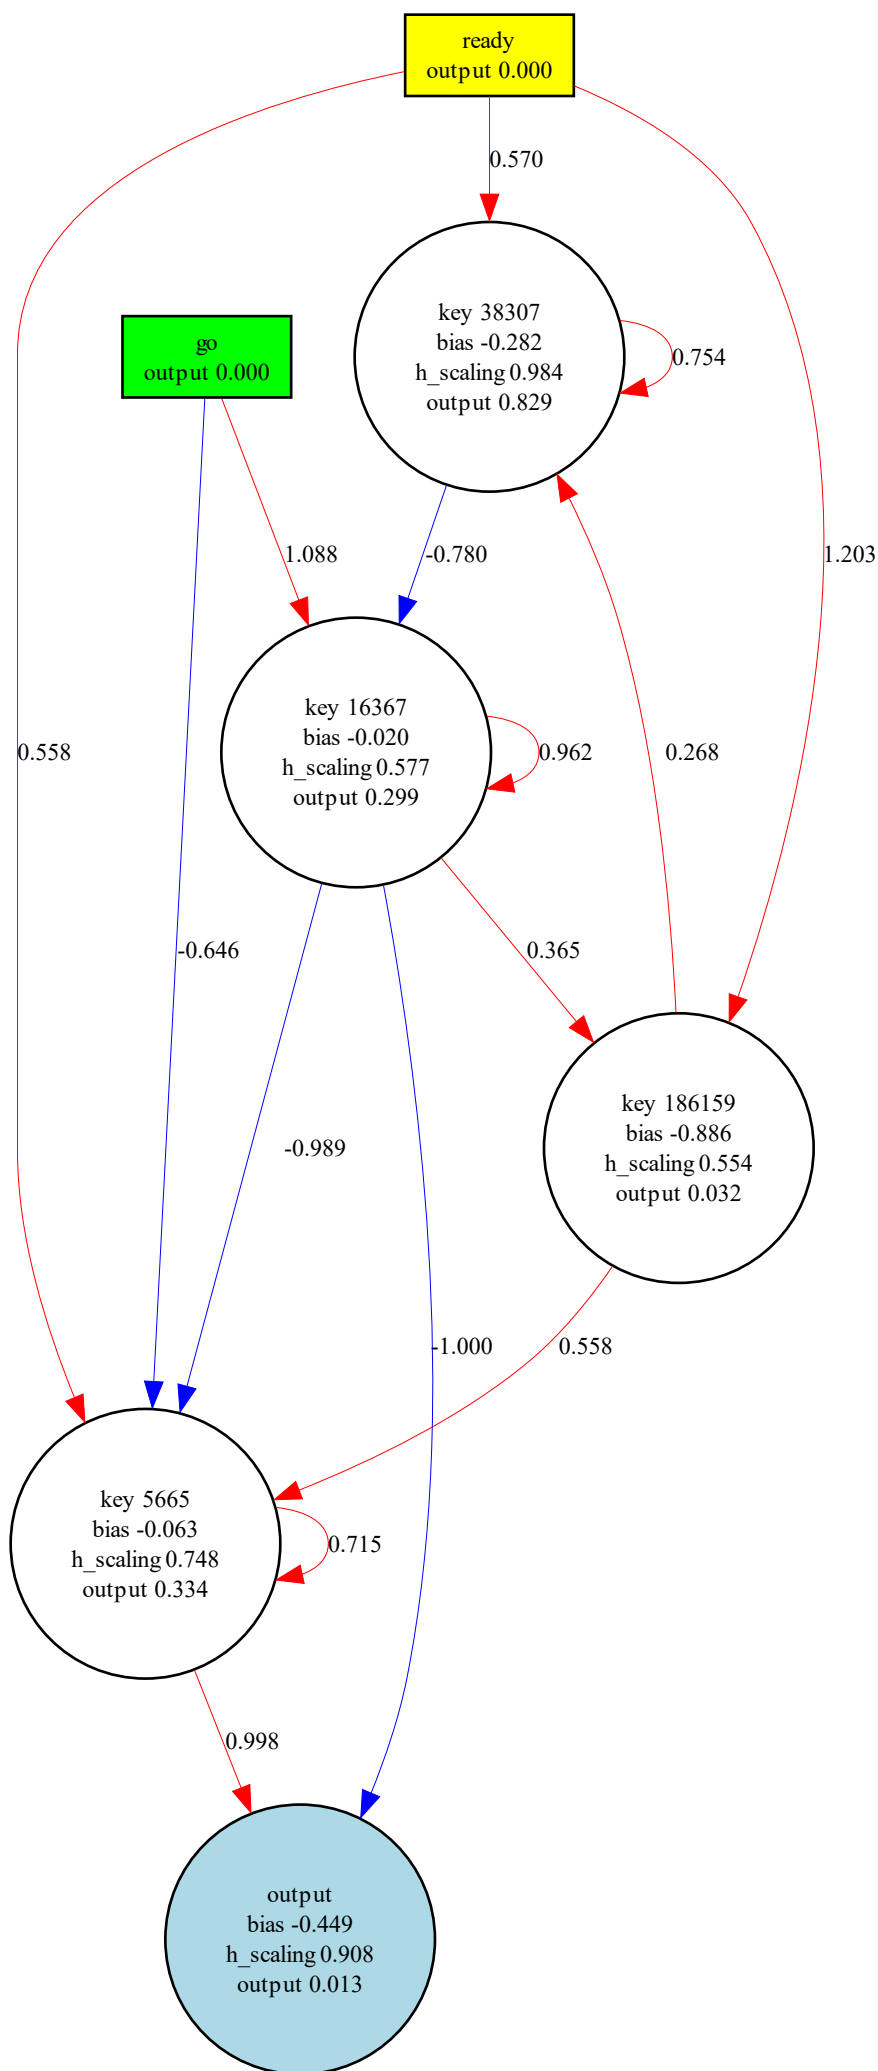 ready
output 0.000
0.570
go
output 0.000
key 38307
bias -0.282
h_scaling 0.984
output 0.829
0.754
1.088
-0.780
1.203
key 16367
bias -0.020
h_scaling 0.577
output 0.299
0.558
0.962
0.268
-0.646
0.365
key 186159
bias -0.886
h_scaling 0.554
output 0.032
-0.989
-1.000
0.558
key 5665
bias -0.063
h_scaling 0.748
output 0.334
0.715
0.998
output
bias -0.449
h_scaling 0.908
output 0.013